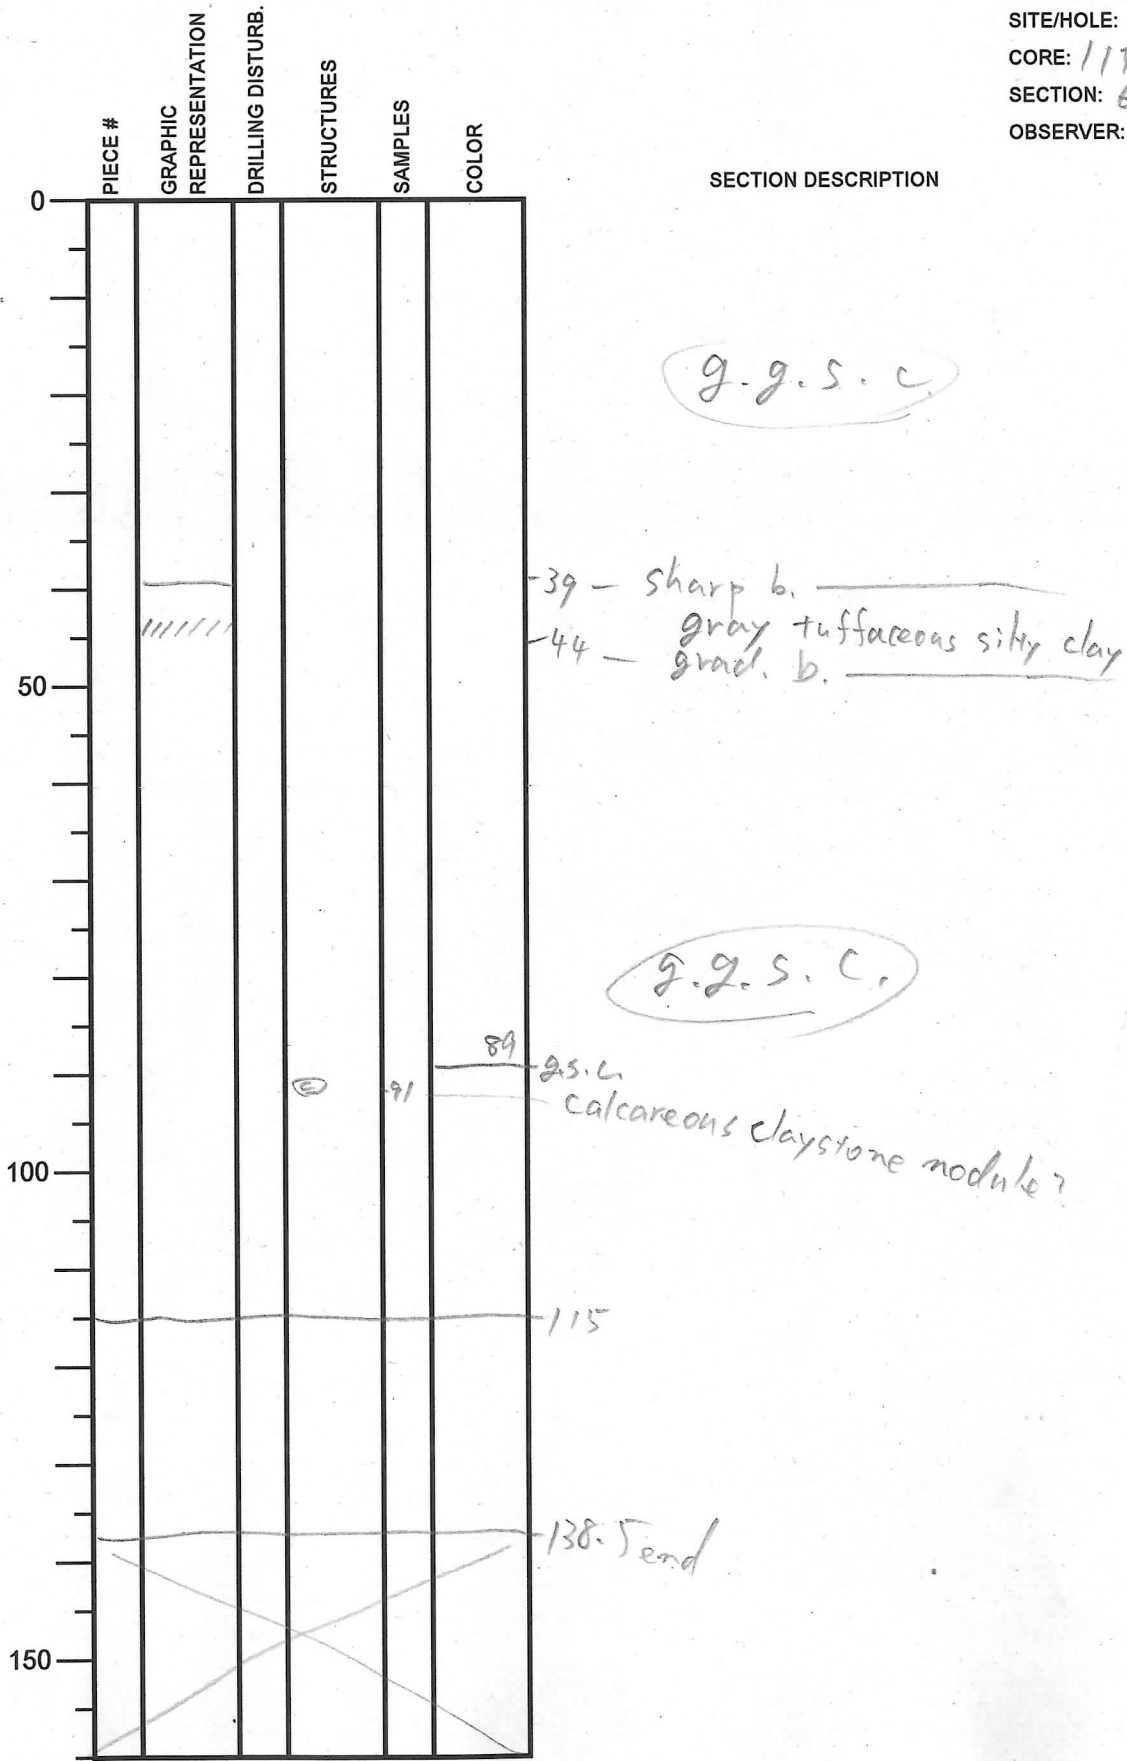 SITE/HOLE:
CORE: 11
SECTION: 6
OBSERVER:
PIECE #
GRAPHIC
REPRESENTATION
DRILLING DISTURB.
STRUCTURES
SAMPLES
COLOR
SECTION DESCRIPTION
0
g.g.s.c.
-39 - sharp b.
gray tuffaceous silty clay
-44 - grad. b.
50
g.g.s.c.
89
g.s.c.
91
calcareous claystone nodule?
100
-115
-138.5 end
150